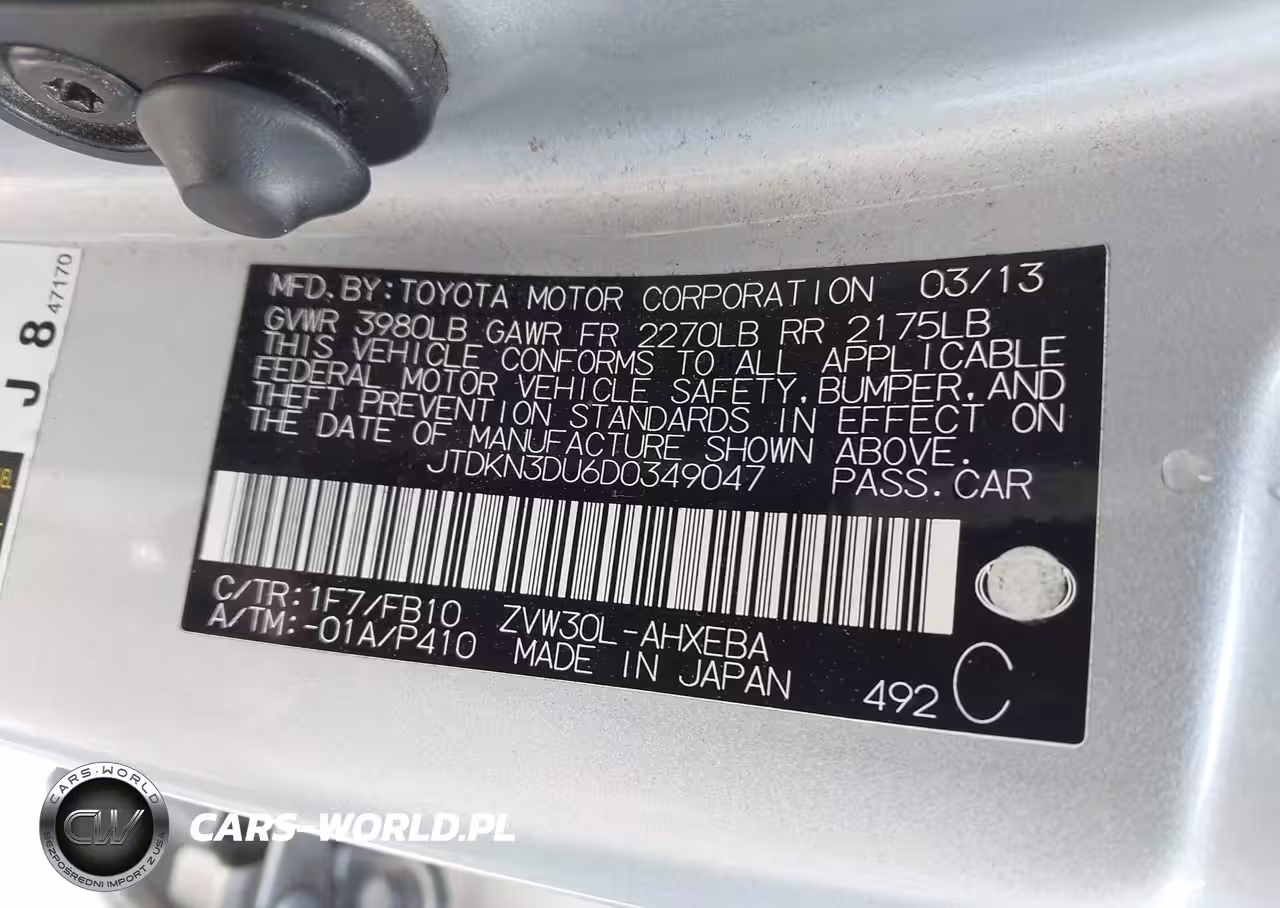 MFD.BY:TOYOTA MOTOR CORPORATION 03/13
GVWR 3980LB GAWR FR 2270LB RR 2175LB
THIS VEHICLE CONFORMS TO ALL APPLICABLE
FEDERAL MOTOR VEHICLE SAFETY,BUMPER,AND
THEFT PREVENTION STANDARDS IN EFFECT ON
THE DATE OF MANUFACTURE SHOWN ABOVE.
JTDKN3DU6D0349047 PASS.CAR
C/TR:1F7/FB10 ZVW30L-AHXEBA
A/TM:-01A/P410 MADE IN JAPAN
492 C
J 8 47170
CARS-WORLD
CW
BEZPOŚREDNI IMPORT Z USA
CARS-WORLD.PL